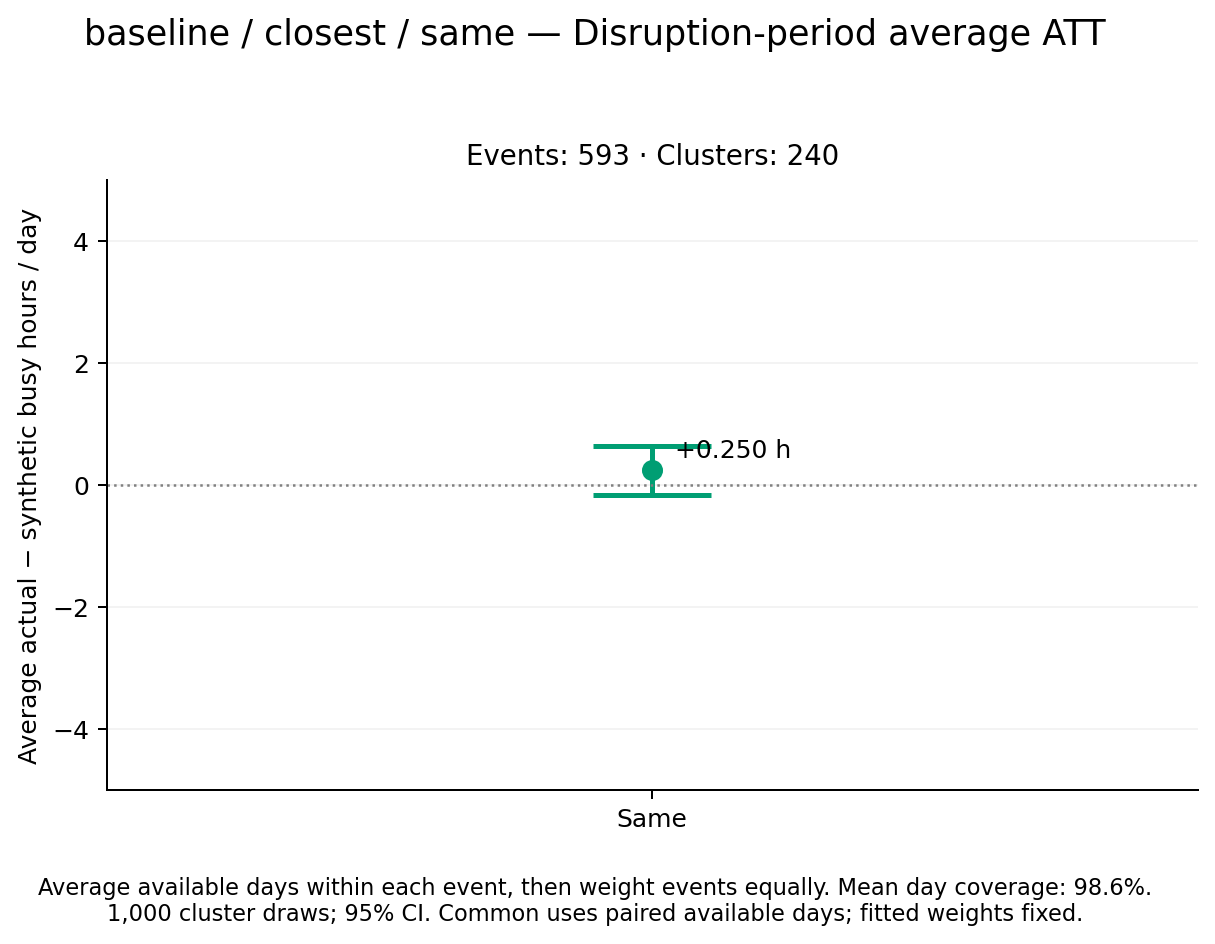 baseline / closest / same — Disruption-period average ATT
Events: 593 · Clusters: 240
Average actual − synthetic busy hours / day
4
2
0
−2
−4
+0.250 h
Same
Average available days within each event, then weight events equally. Mean day coverage: 98.6%.
1,000 cluster draws; 95% CI. Common uses paired available days; fitted weights fixed.